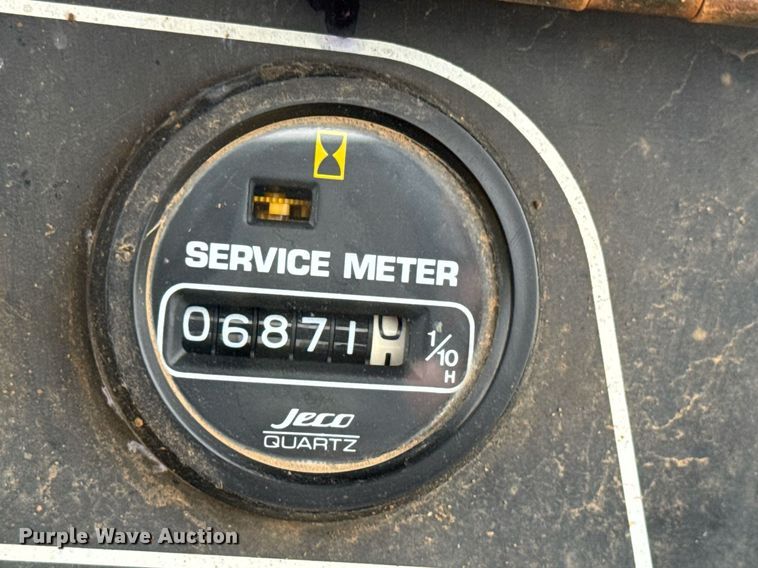 SERVICE METER
06871
1/10
H
Jeco
QUARTZ
Purple Wave Auction